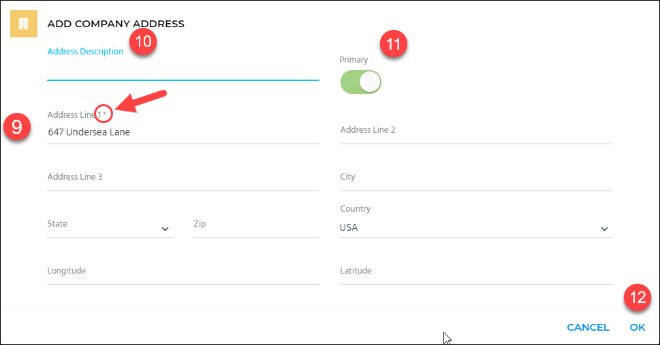 ADD COMPANY ADDRESS
Address Description
10
11
Primary
9
Address Line 1 *
647 Undersea Lane
Address Line 2
Address Line 3
City
State
Zip
Country
USA
Longitude
Latitude
12
CANCEL
OK